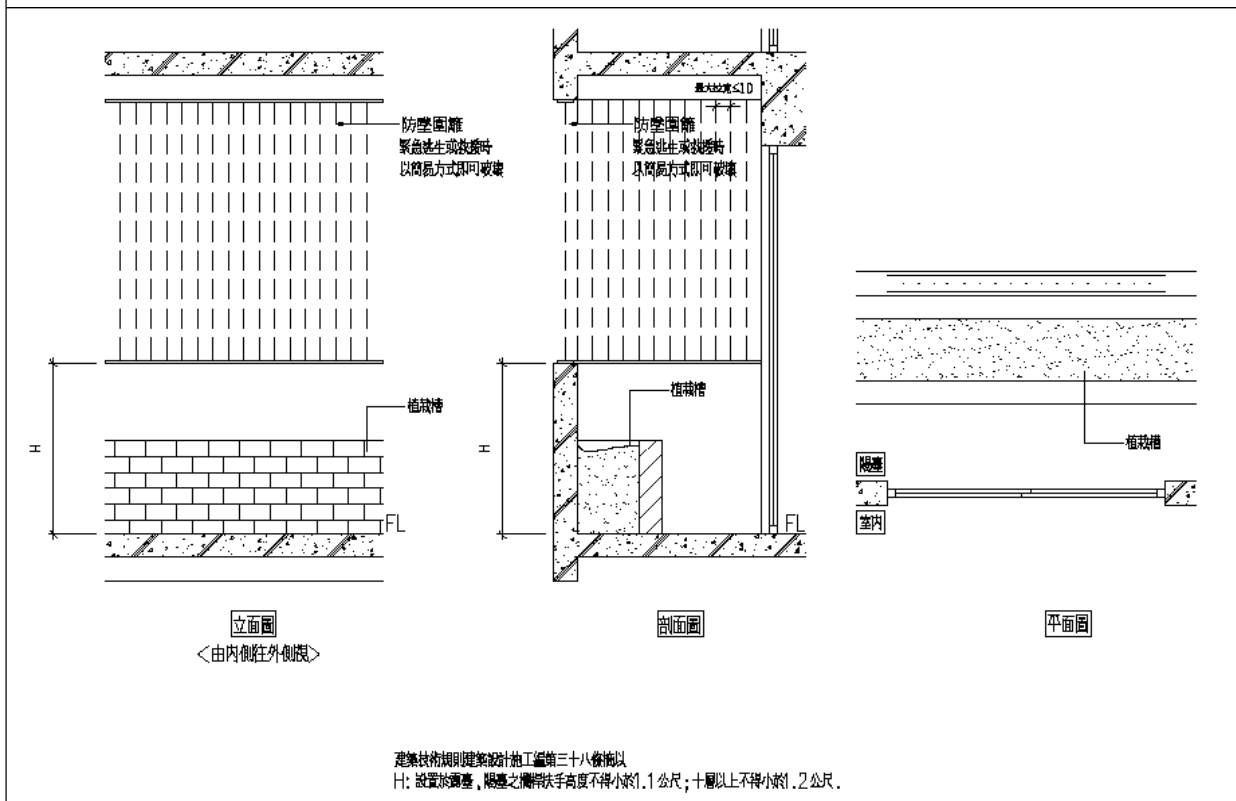 防墜圍籬
緊急逃生或救援時
以簡易方式即可破壞
植栽槽
H
FL
立面圖
<由內側往外側視>
最大拉寬≤10
防墜圍籬
緊急逃生或救援時
以簡易方式即可破壞
植栽槽
H
FL
剖面圖
植栽槽
陽臺
室內
平面圖
建築技術規則建築設計施工編第三十八條
H: 設置於露臺、陽臺之欄桿扶手高度不得小於1.1公尺;十層以上不得小於1.2公尺.